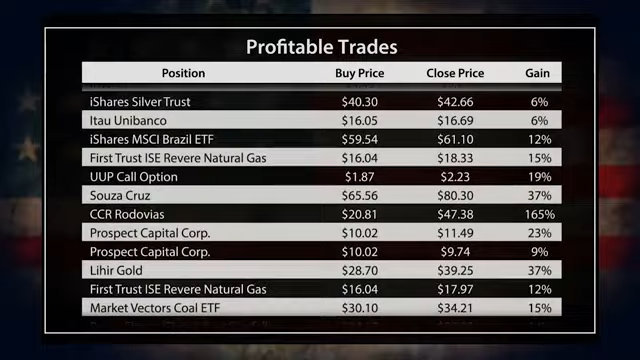 Profitable Trades
Position Buy Price Close Price Gain
iShares Silver Trust $40.30 $42.66 6%
Itau Unibanco $16.05 $16.69 6%
iShares MSCI Brazil ETF $59.54 $61.10 12%
First Trust ISE Revere Natural Gas $16.04 $18.33 15%
UUP Call Option $1.87 $2.23 19%
Souza Cruz $65.56 $80.30 37%
CCR Rodovias $20.81 $47.38 165%
Prospect Capital Corp. $10.02 $11.49 23%
Prospect Capital Corp. $10.02 $9.74 9%
Lihir Gold $28.70 $39.25 37%
First Trust ISE Revere Natural Gas $16.04 $17.97 12%
Market Vectors Coal ETF $30.10 $34.21 15%